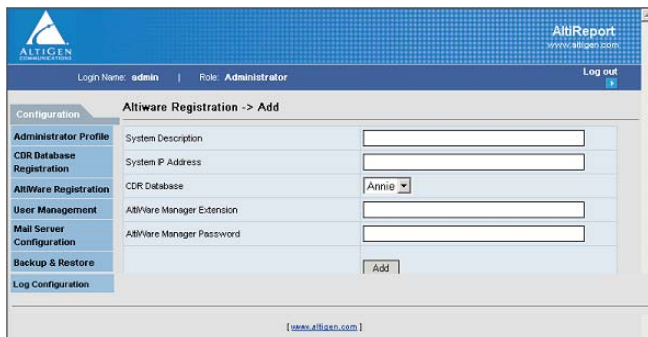 ALTIGEN
COMMUNICATIONS
AltiReport
www.altigen.com
Login Name: admin | Role: Administrator
Log out
Configuration
Altiware Registration -> Add
Administrator Profile
CDR Database Registration
AltiWare Registration
User Management
Mail Server Configuration
Backup & Restore
Log Configuration
System Description
System IP Address
CDR Database
Annie
AltiWare Manager Extension
AltiWare Manager Password
Add
[ www.altigen.com ]